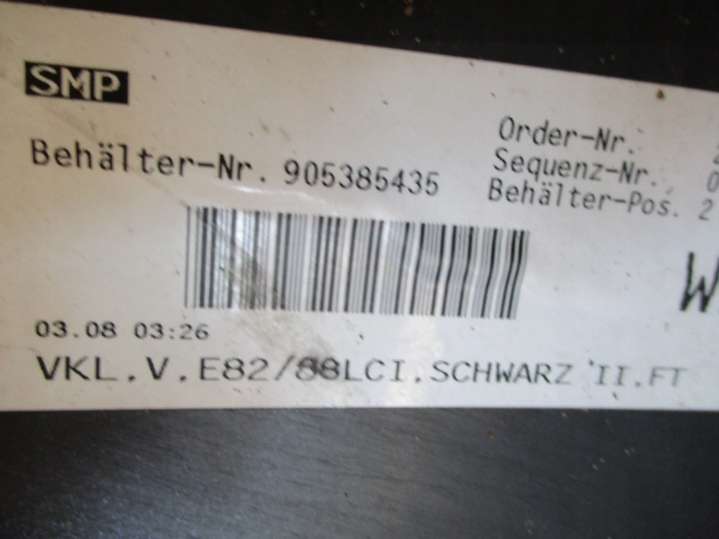 SMP
Behälter-Nr. 905385435
Order-Nr.
Sequenz-Nr. 0
Behälter-Pos. 2
W
03.08 03:26
VKL.V.E82/88LCI.SCHWARZ II.FT